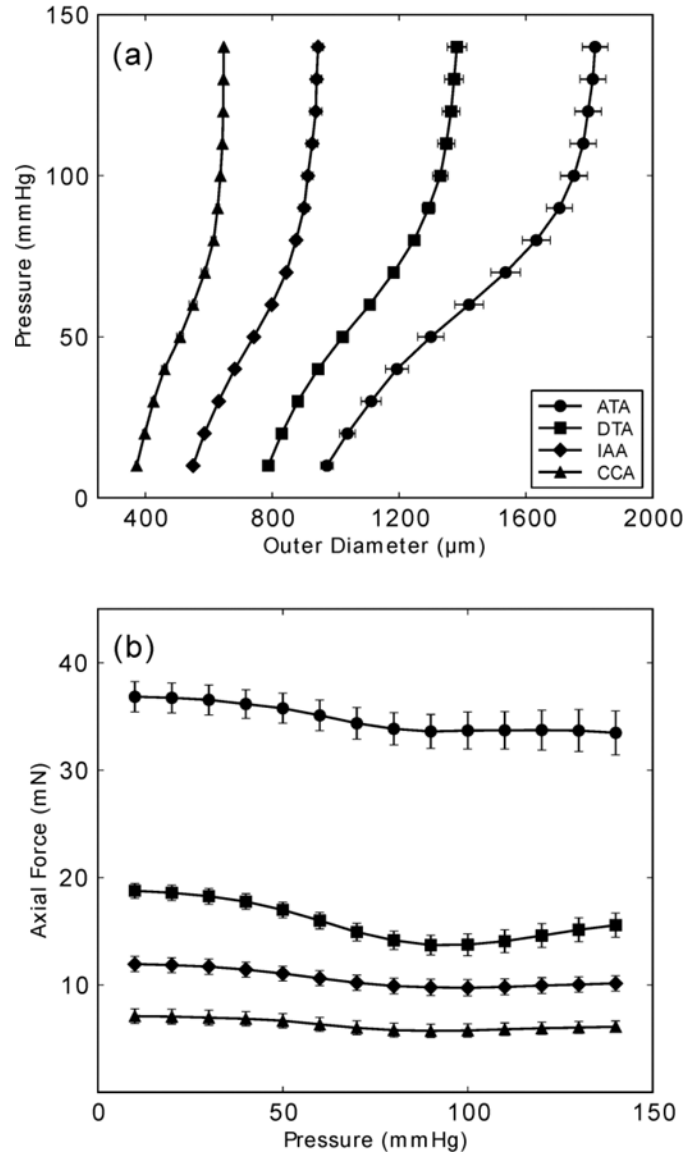 (a)
150
100
50
0
Pressure (mmHg)
400 800 1200 1600 2000
Outer Diameter (μm)
ATA
DTA
IAA
CCA
(b)
40
30
20
10
Axial Force (mN)
0 50 100 150
Pressure (mmHg)